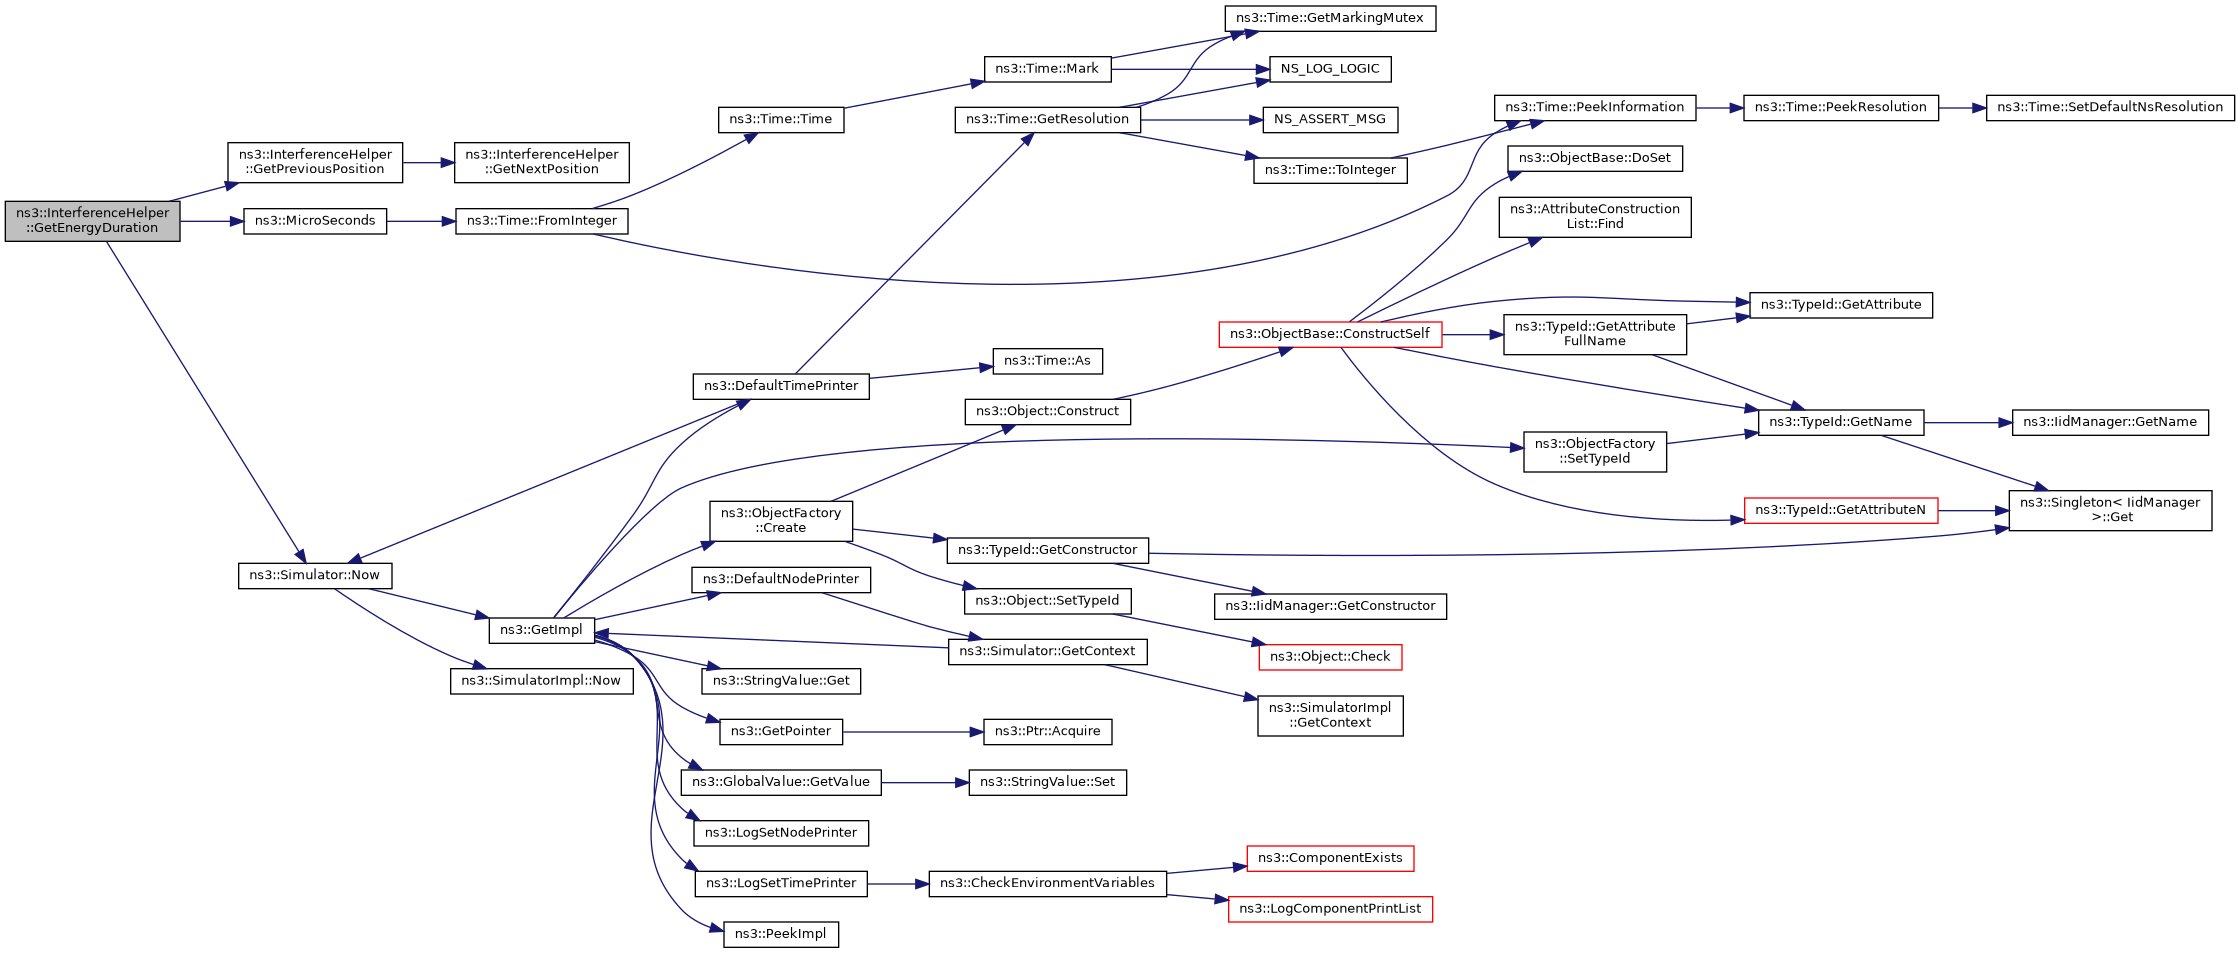 ns3::InterferenceHelper
::GetEnergyDuration
ns3::InterferenceHelper
::GetPreviousPosition
ns3::InterferenceHelper
::GetNextPosition
ns3::MicroSeconds
ns3::Time::FromInteger
ns3::Simulator::Now
ns3::GetImpl
ns3::SimulatorImpl::Now
ns3::Time::Time
ns3::Time::Mark
ns3::Time::GetMarkingMutex
NS_LOG_LOGIC
ns3::Time::GetResolution
NS_ASSERT_MSG
ns3::Time::ToInteger
ns3::Time::PeekInformation
ns3::Time::PeekResolution
ns3::Time::SetDefaultNsResolution
ns3::DefaultTimePrinter
ns3::Time::As
ns3::ObjectFactory
::Create
ns3::Object::Construct
ns3::ObjectBase::ConstructSelf
ns3::ObjectBase::DoSet
ns3::AttributeConstruction
List::Find
ns3::TypeId::GetAttribute
ns3::TypeId::GetAttribute
FullName
ns3::TypeId::GetName
ns3::IidManager::GetName
ns3::ObjectFactory
::SetTypeId
ns3::TypeId::GetAttributeN
ns3::Singleton< IidManager
>::Get
ns3::TypeId::GetConstructor
ns3::IidManager::GetConstructor
ns3::Object::SetTypeId
ns3::Object::Check
ns3::DefaultNodePrinter
ns3::Simulator::GetContext
ns3::SimulatorImpl
::GetContext
ns3::StringValue::Get
ns3::GetPointer
ns3::Ptr::Acquire
ns3::GlobalValue::GetValue
ns3::StringValue::Set
ns3::LogSetNodePrinter
ns3::LogSetTimePrinter
ns3::CheckEnvironmentVariables
ns3::ComponentExists
ns3::LogComponentPrintList
ns3::PeekImpl